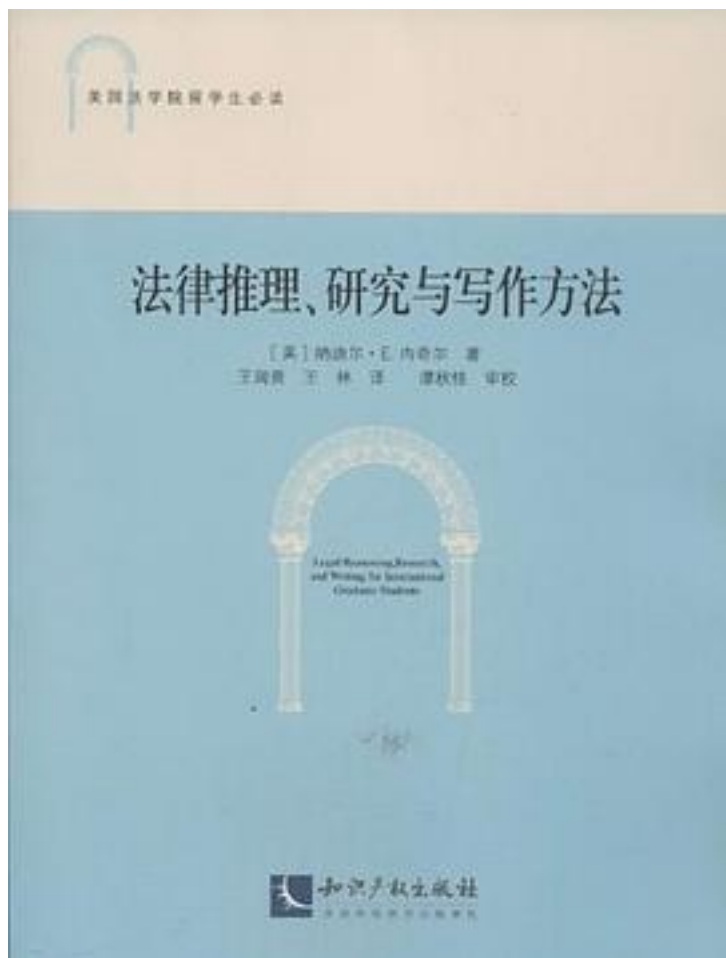 美国法学院留学生必读
法律推理、研究与写作方法
[美]纳迪尔·E.内奇尔 著
王润贵 王 林 译 谭秋桂 审校
Legal Reasoning, Research,
and Writing for International
Graduate Students
知识产权出版社